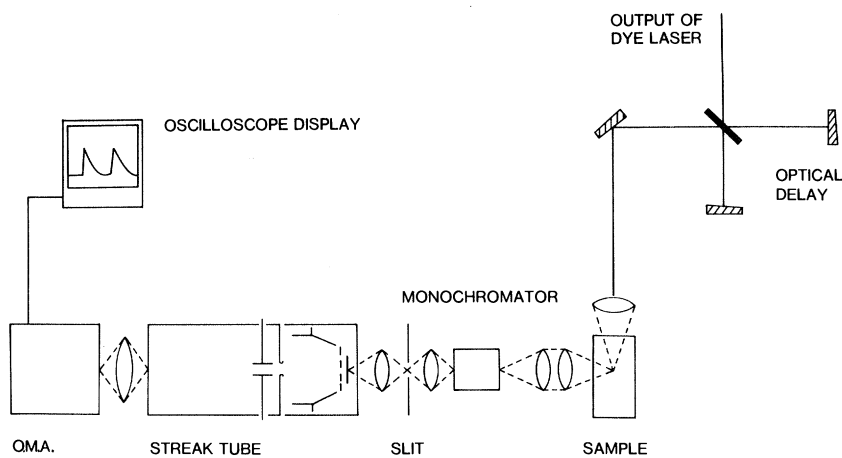 OUTPUT OF
DYE LASER
OSCILLOSCOPE DISPLAY
OPTICAL
DELAY
MONOCHROMATOR
O.M.A.
STREAK TUBE
SLIT
SAMPLE